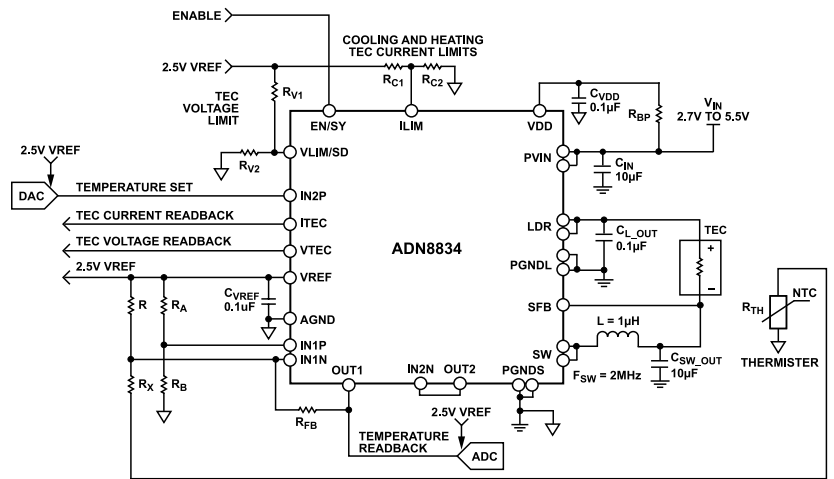 ENABLE
COOLING AND HEATING
TEC CURRENT LIMITS
2.5V VREF
RC1
RC2
RV1
TEC
VOLTAGE
LIMIT
RV2
CVDD
0.1µF
RBP
VIN
2.7V TO 5.5V
EN/SY
ILIM
VDD
VLIM/SD
PVIN
CIN
10µF
2.5V VREF
DAC
TEMPERATURE SET
IN2P
TEC CURRENT READBACK
ITEC
TEC VOLTAGE READBACK
VTEC
2.5V VREF
VREF
ADN8834
LDR
CL_OUT
0.1µF
TEC
+
−
PGNDL
R
RA
CVREF
0.1uF
AGND
SFB
RTH
NTC
THERMISTER
IN1P
IN1N
SW
L = 1µH
RX
RB
OUT1
IN2N
OUT2
PGNDS
FSW = 2MHz
CSW_OUT
10µF
RFB
2.5V VREF
TEMPERATURE
READBACK
ADC